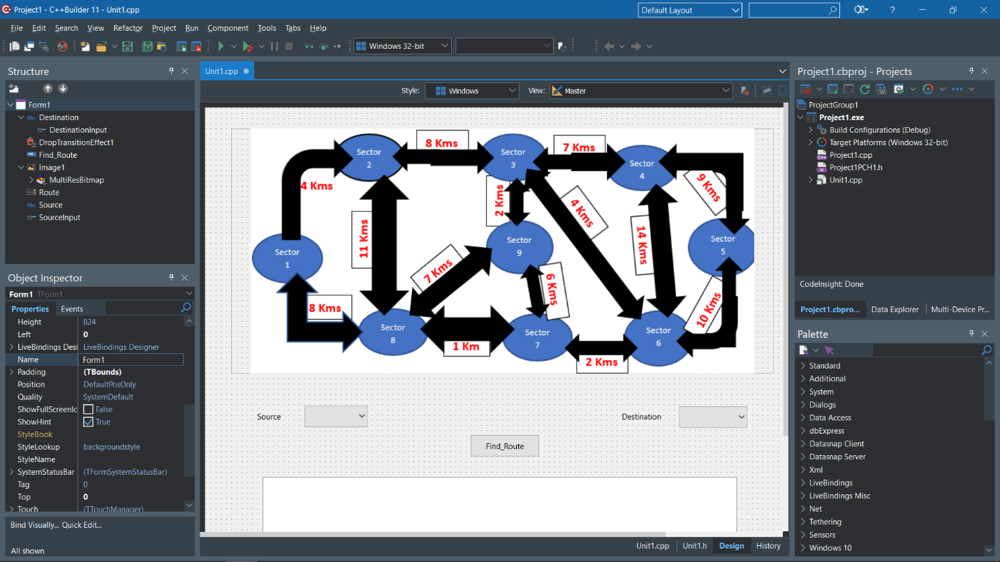 Project1 - C++Builder 11 - Unit1.cpp
Default Layout
?
File Edit Search View Refactor Project Run Component Tools Tabs Help
Windows 32-bit
Structure
Form1
Abc Destination
DestinationInput
DropTransitionEffect1
Find_Route
Image1
MultiResBitmap
Route
Abc Source
SourceInput
Object Inspector
Form1 TForm1
Properties Events
Height 824
Left 0
LiveBindings Desi LiveBindings Designer
Name Form1
Padding (TBounds)
Position DefaultPosOnly
Quality SystemDefault
ShowFullScreenIc False
ShowHint True
StyleBook
StyleLookup backgroundstyle
StyleName
SystemStatusBar (TFormSystemStatusBar)
Tag 0
Top 0
Touch (TTouchManager)
Bind Visually... Quick Edit...
All shown
Unit1.cpp
Style: Windows View: Master
8 Kms
7 Kms
Sector
2
Sector
3
Sector
4
9 Kms
4 Kms
2 Kms
4 Kms
11 Kms
14 Kms
Sector
1
Sector
9
Sector
5
7 Kms
6 Kms
8 Kms
10 Kms
Sector
8
Sector
7
Sector
6
1 Km
2 Kms
Source
Destination
Find_Route
Unit1.cpp Unit1.h Design History
Project1.cbproj - Projects
ProjectGroup1
Project1.exe
Build Configurations (Debug)
Target Platforms (Windows 32-bit)
Project1.cpp
Project1PCH1.h
Unit1.cpp
CodeInsight: Done
Project1.cbpro... Data Explorer Multi-Device Pr...
Palette
Standard
Additional
System
Dialogs
Data Access
dbExpress
Datasnap Client
Datasnap Server
Xml
LiveBindings
LiveBindings Misc
Net
Tethering
Sensors
Windows 10